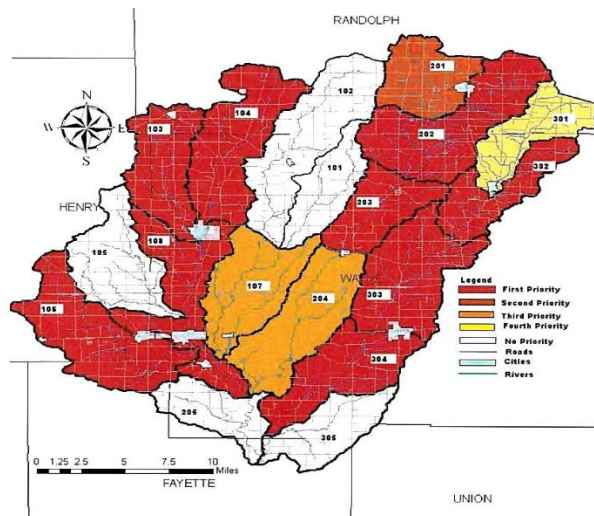 RANDOLPH
201
102
104
103
301
202
101
302
203
HENRY
108
105
WA
107
204
303
106
304
205
305
N
W
E
S
Legend
First Priority
Second Priority
Third Priority
Fourth Priority
No Priority
Roads
Cities
Rivers
0 1.25 2.5 5 7.5 10
Miles
FAYETTE
UNION